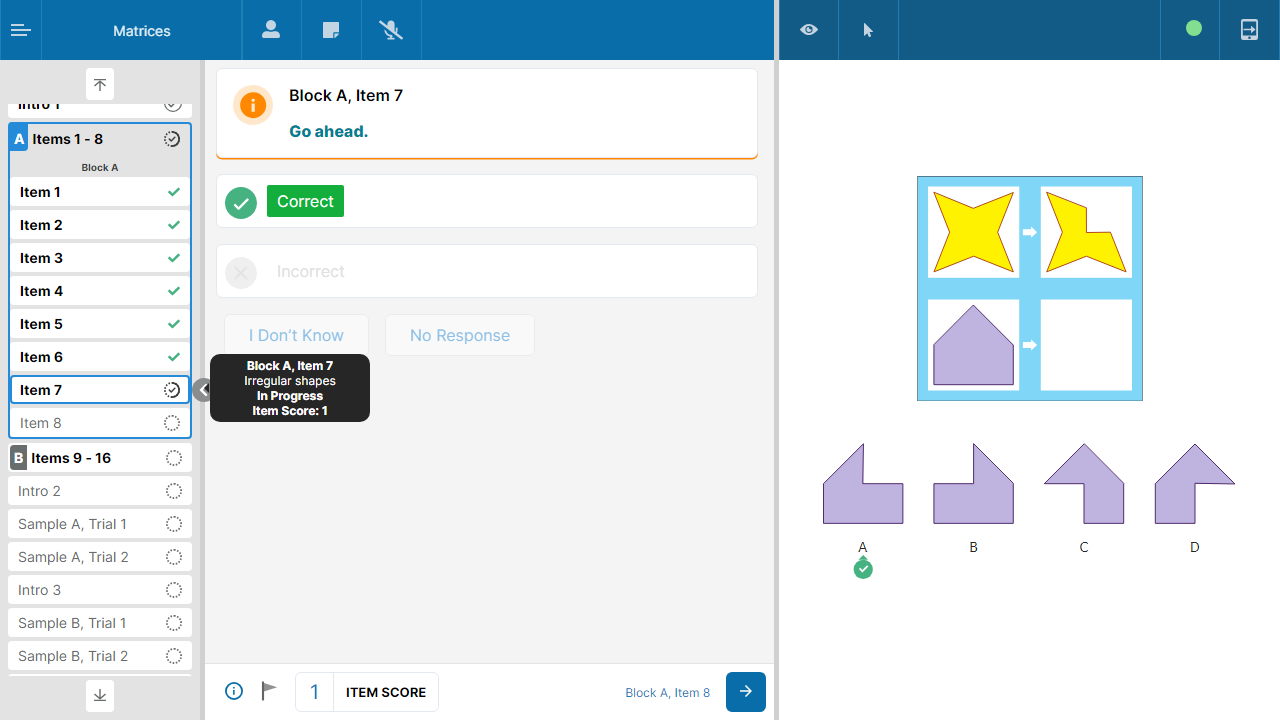 Matrices
Intro 1
A Items 1 - 8
Block A
Item 1
Item 2
Item 3
Item 4
Item 5
Item 6
Item 7
Item 8
B Items 9 - 16
Intro 2
Sample A, Trial 1
Sample A, Trial 2
Intro 3
Sample B, Trial 1
Sample B, Trial 2
Block A, Item 7
Go ahead.
Correct
Incorrect
I Don’t Know No Response
Block A, Item 7
Irregular shapes
In Progress
Item Score: 1
1 ITEM SCORE
Block A, Item 8
A B C D